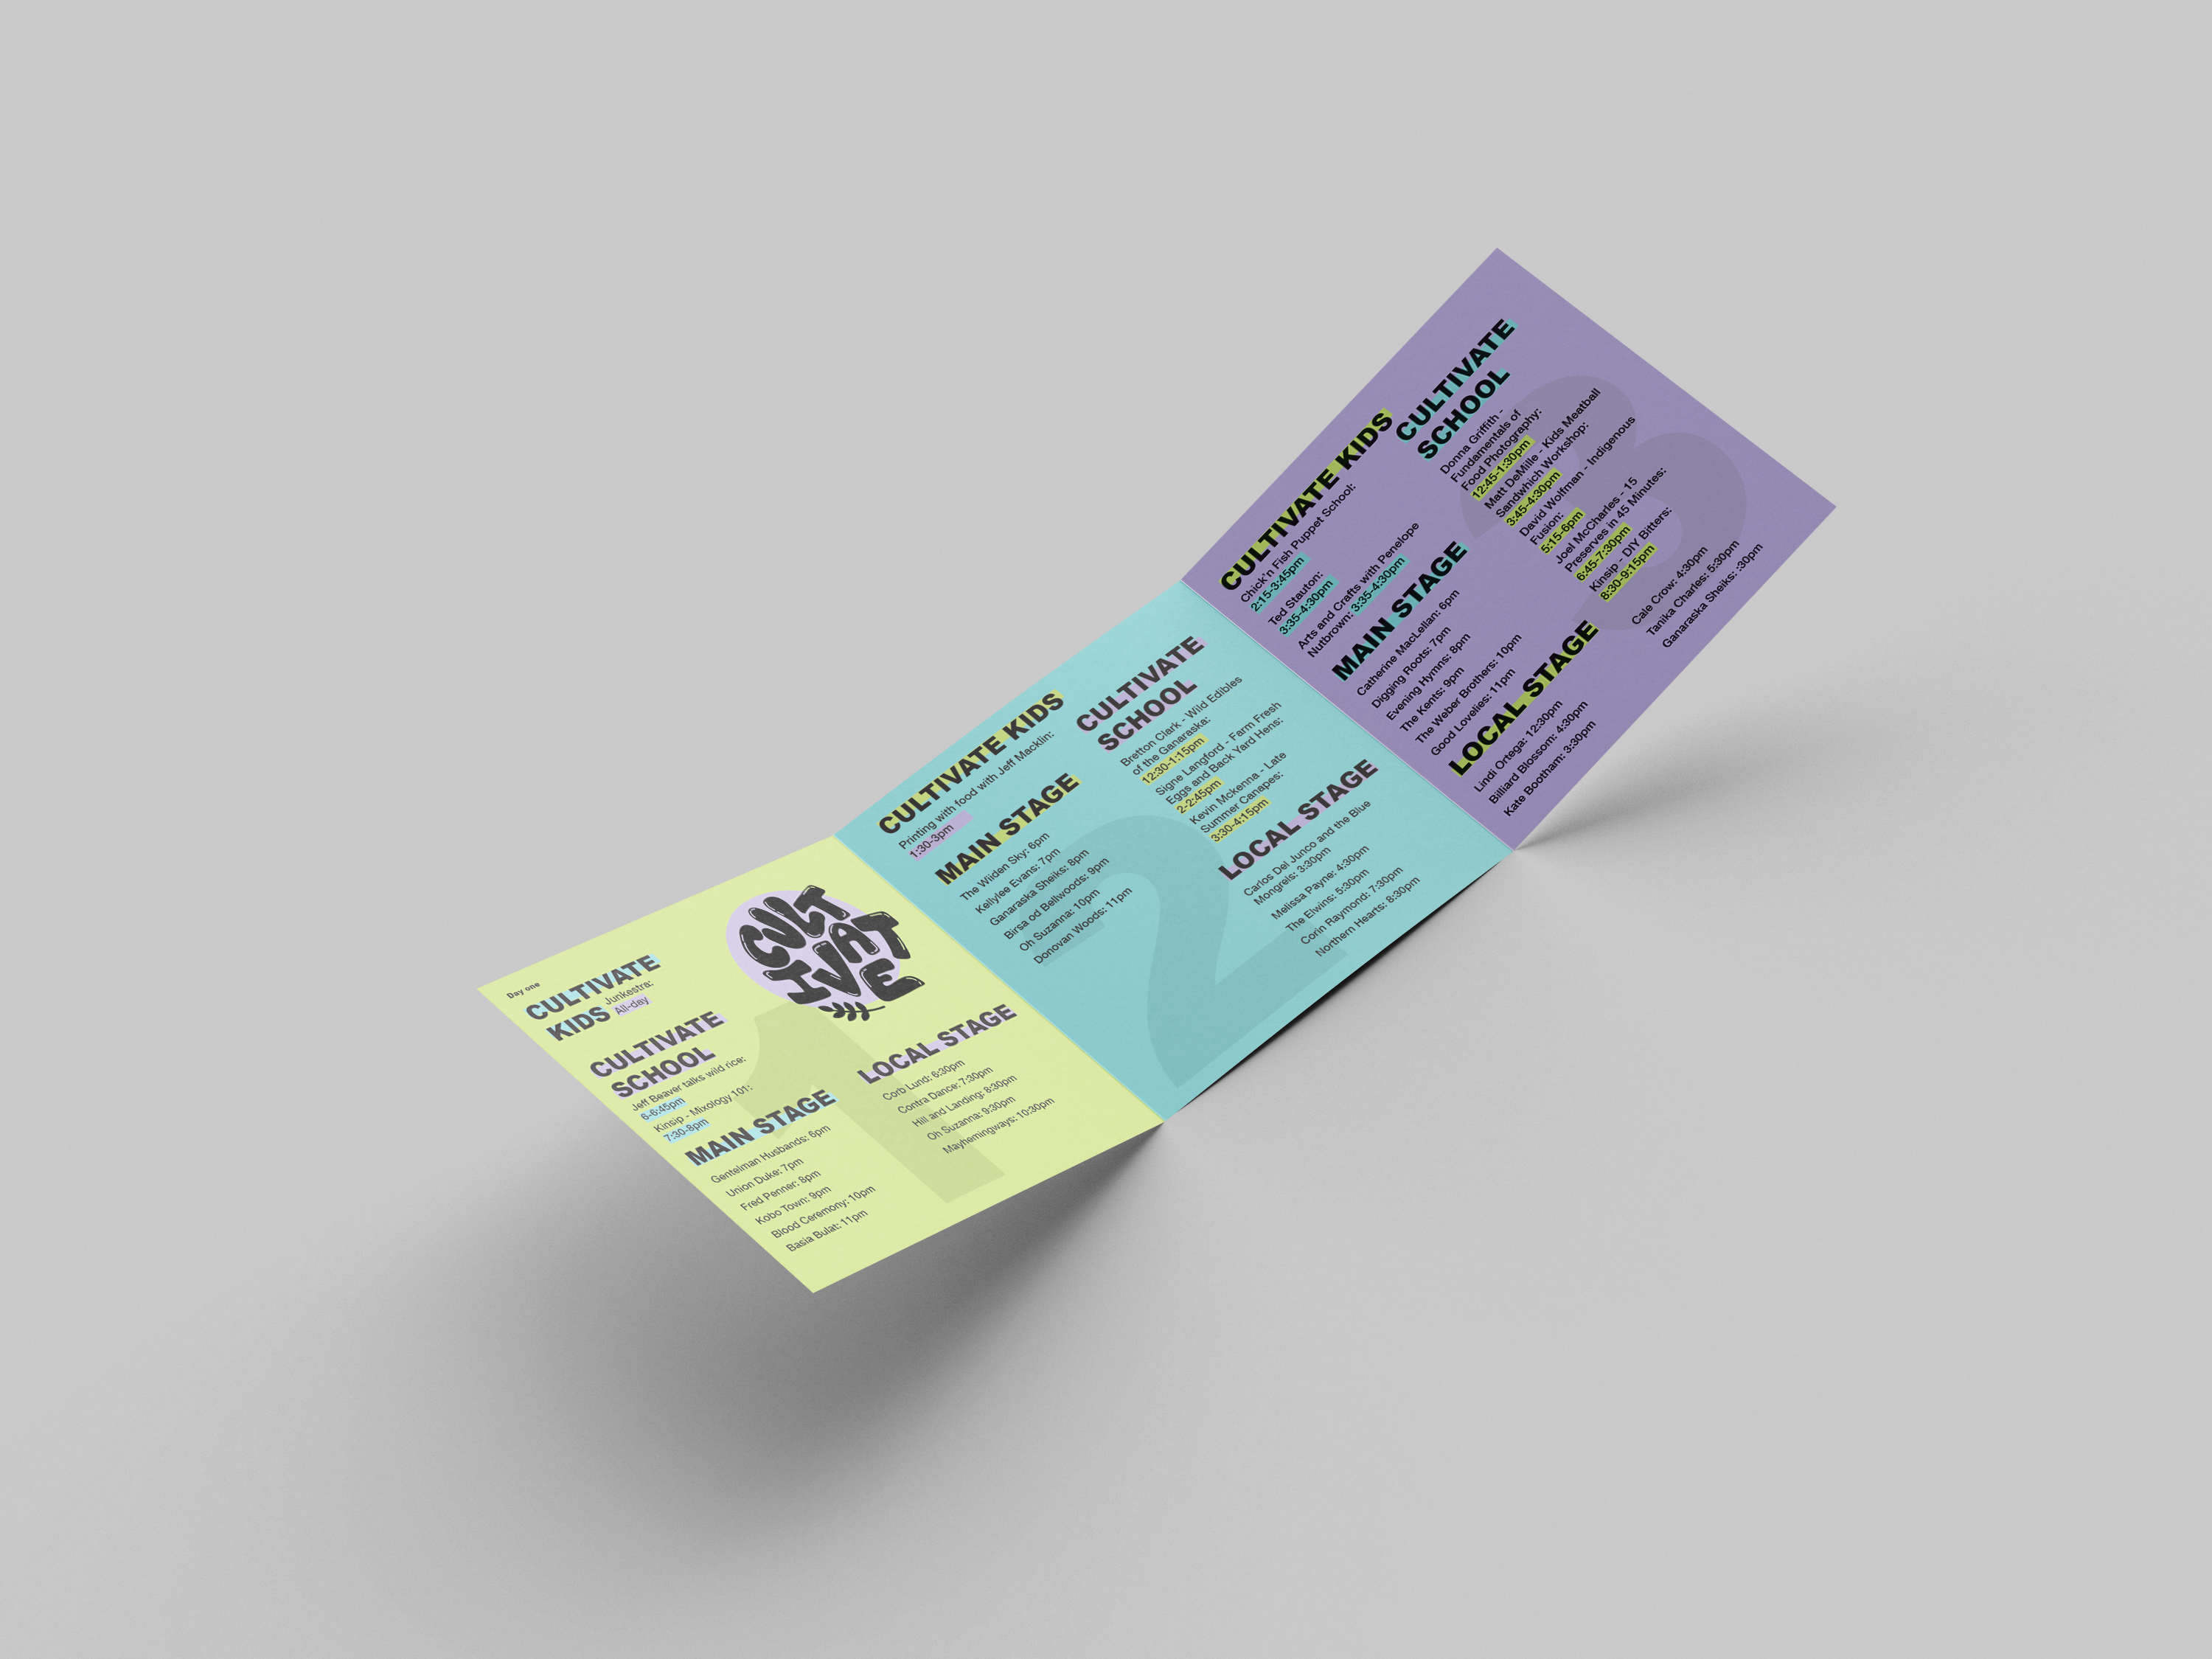 Day one
CULTIVATE
KIDS
Junkestra:
All-day
CULTIVATE
SCHOOL
Jeff Beaver talks wild rice:
6-6:45pm
Kinsip - Mixology 101:
7:30-8pm
MAIN STAGE
Gentelman Husbands: 6pm
Union Duke: 7pm
Fred Penner: 8pm
Kobo Town: 9pm
Blood Ceremony: 10pm
Basia Bulat: 11pm
CULT
IVAT
E
1
LOCAL STAGE
Corb Lund: 6:30pm
Contra Dance: 7:30pm
Hill and Landing: 8:30pm
Oh Suzanna: 9:30pm
Mayhemingways: 10:30pm
CULTIVATE KIDS
Printing with food with Jeff Macklin:
1:30-3pm
MAIN STAGE
The Wilden Sky: 6pm
Kellylee Evans: 7pm
Ganaraska Sheiks: 8pm
Birsa od Bellwoods: 9pm
Oh Suzanna: 10pm
Donovan Woods: 11pm
2
CULTIVATE
SCHOOL
Bretton Clark - Wild Edibles
of the Ganaraska:
12:30-1:15pm
Signe Langford - Farm Fresh
Eggs and Back Yard Hens:
2-2:45pm
Kevin Mckenna - Late
Summer Canapes:
3:30-4:15pm
LOCAL STAGE
Carlos Del Junco and the Blue
Mongrels: 3:30pm
Melissa Payne: 4:30pm
The Elwins: 5:30pm
Corin Raymond: 7:30pm
Northern Hearts: 8:30pm
CULTIVATE KIDS
Chick'n Fish Puppet School:
2:15-3:45pm
Ted Stauton:
3:35-4:30pm
Arts and Crafts with Penelope
Nutbrown: 3:35-4:30pm
MAIN STAGE
Catherine MacLellan: 6pm
Digging Roots: 7pm
Evening Hymns: 8pm
The Kents: 9pm
The Weber Brothers: 10pm
Good Lovelies: 11pm
3
CULTIVATE
SCHOOL
Donna Griffith -
Fundamentals of
Food Photography:
12:45-1:30pm
Matt DeMille - Kids Meatball
Sandwhich Workshop:
3:45-4:30pm
David Wolfman - Indigenous
Fusion:
5:15-6pm
Joel McCharles - 15
Preserves in 45 Minutes:
6:45-7:30pm
Kinsip - DIY Bitters:
8:30-9:15pm
LOCAL STAGE
Lindi Ortega: 12:30pm
Billiard Blossom: 4:30pm
Kate Bootham: 3:30pm
Cale Crow: 4:30pm
Tanika Charles: 5:30pm
Ganaraska Sheiks: :30pm